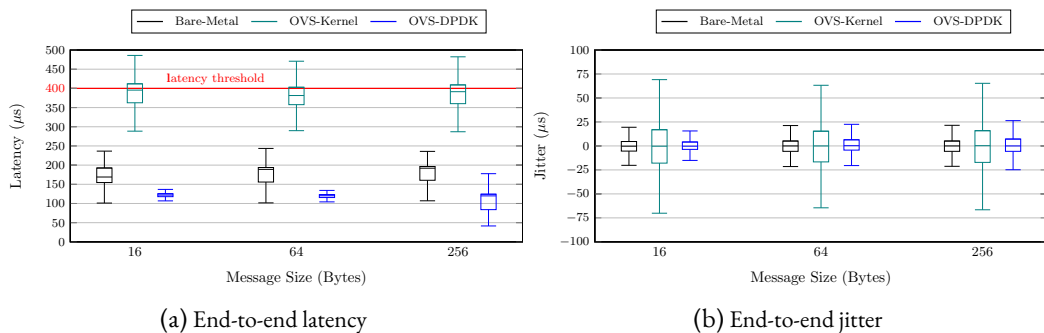 Bare-Metal OVS-Kernel OVS-DPDK
500
450
400
350
300
250
200
150
100
50
0
latency threshold
Latency (μs)
16 64 256
Message Size (Bytes)
(a) End-to-end latency
Bare-Metal OVS-Kernel OVS-DPDK
100
75
50
25
0
−25
−50
−75
−100
Jitter (μs)
16 64 256
Message Size (Bytes)
(b) End-to-end jitter